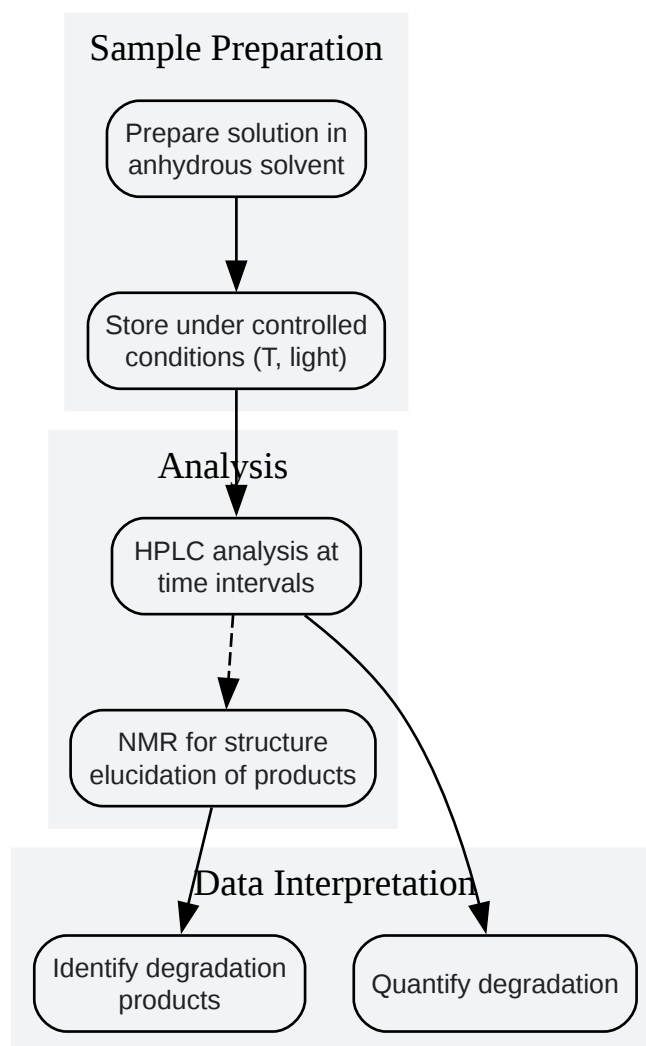 Sample Preparation
Prepare solution in
anhydrous solvent
Store under controlled
conditions (T, light)
Analysis
HPLC analysis at
time intervals
NMR for structure
elucidation of products
Data Interpretation
Identify degradation
products
Quantify degradation